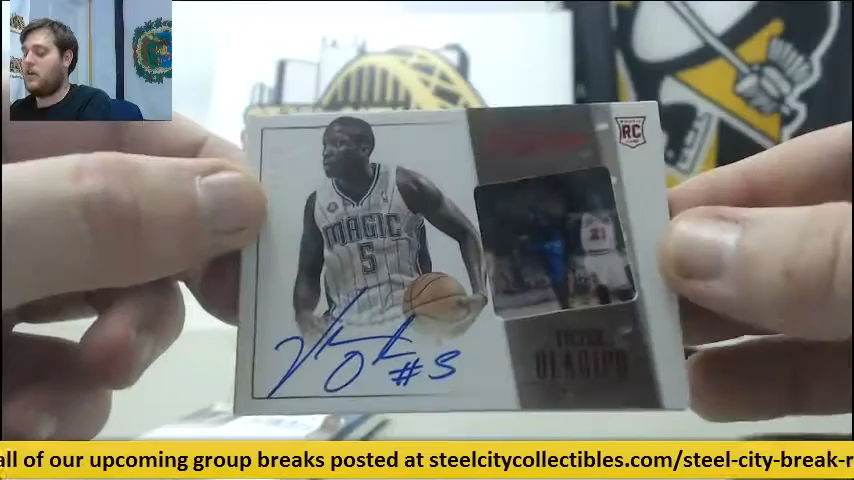 RC
MAGIC
5
21
VICTOR
OLADIPO
#5
all of our upcoming group breaks posted at steelcitycollectibles.com/steel-city-break-r